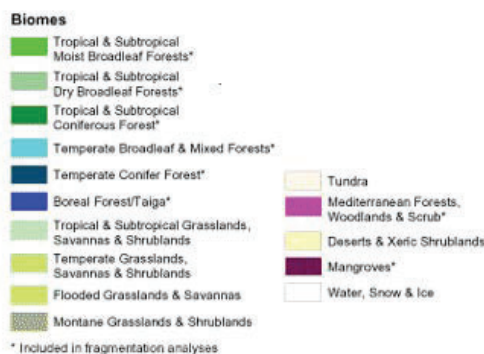 Biomes
Tropical & Subtropical
Moist Broadleaf Forests*
Tropical & Subtropical
Dry Broadleaf Forests*
Tropical & Subtropical
Coniferous Forest*
Temperate Broadleaf & Mixed Forests*
Temperate Conifer Forest*
Boreal Forest/Taiga*
Tropical & Subtropical Grasslands,
Savannas & Shrublands
Temperate Grasslands,
Savannas & Shrublands
Flooded Grasslands & Savannas
Montane Grasslands & Shrublands
* Included in fragmentation analyses
Tundra
Mediterranean Forests,
Woodlands & Scrub*
Deserts & Xeric Shrublands
Mangroves*
Water, Snow & Ice